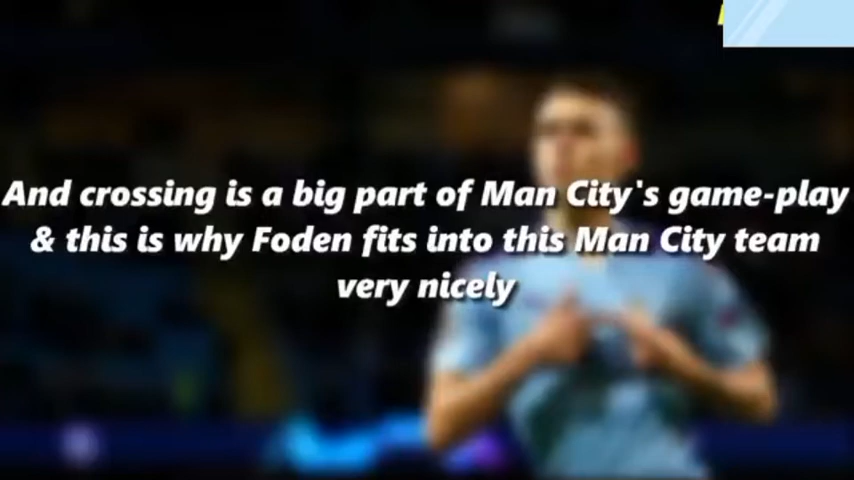 And crossing is a big part of Man City's game-play
& this is why Foden fits into this Man City team
very nicely